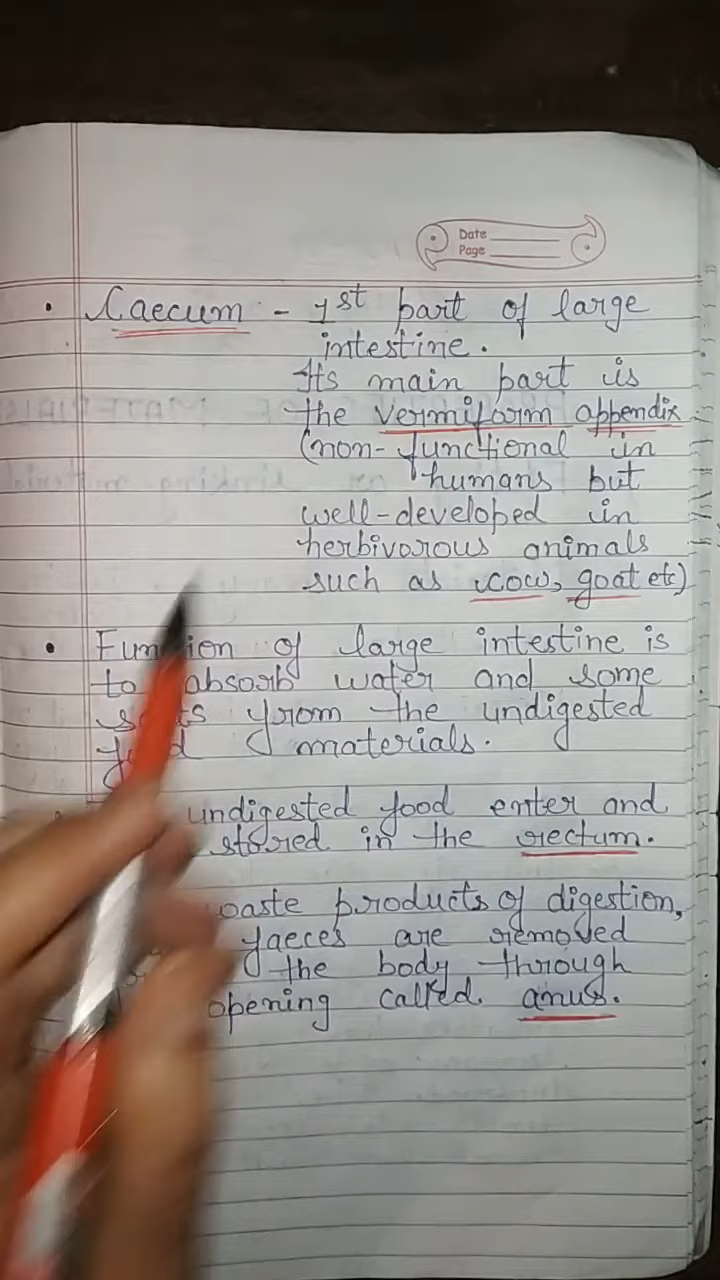 Date
Page
• Caecum - 1st part of large
intestine.
Its main part is
the vermiform appendix
(non-functional in
humans but
well-developed in
herbivorous animals
such as cow, goat etc)
• Function of large intestine is
to absorb water and some
from the undigested
materials.
undigested food enter and
stored in the rectum.
products of digestion,
faeces are removed
the body through
opening called anus.